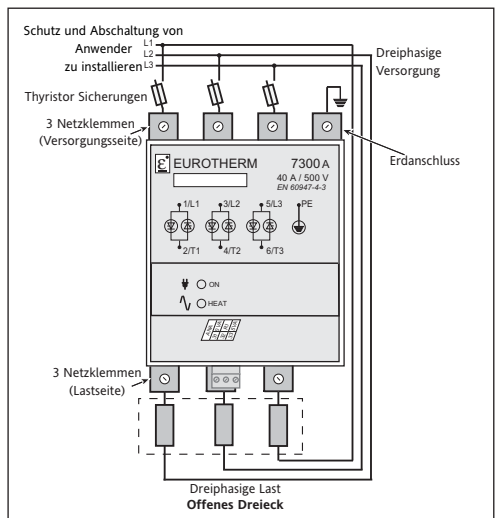 Schutz und Abschaltung von
Anwender
zu installieren
L1
L2
L3
Dreiphasige
Versorgung
Thyristor Sicherungen
3 Netzklemmen
(Versorgungsseite)
Erdanschluss
EUROTHERM 7300A
40 A / 500 V
EN 60947-4-3
1/L1 3/L2 5/L3 PE
2/T1 4/T2 6/T3
ON
HEAT
3 Netzklemmen
(Lastseite)
Dreiphasige Last
Offenes Dreieck